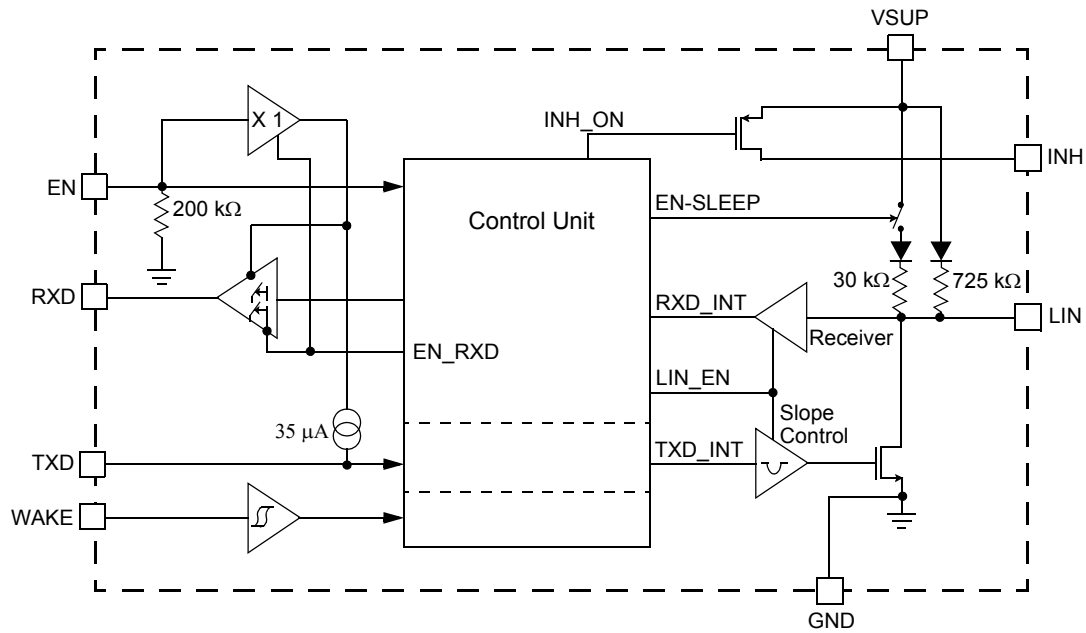 VSUP
X 1
INH_ON
INH
EN
200 kΩ
Control Unit
EN-SLEEP
RXD
30 kΩ
725 kΩ
RXD_INT
LIN
Receiver
EN_RXD
LIN_EN
35 µA
Slope
Control
TXD
TXD_INT
WAKE
GND